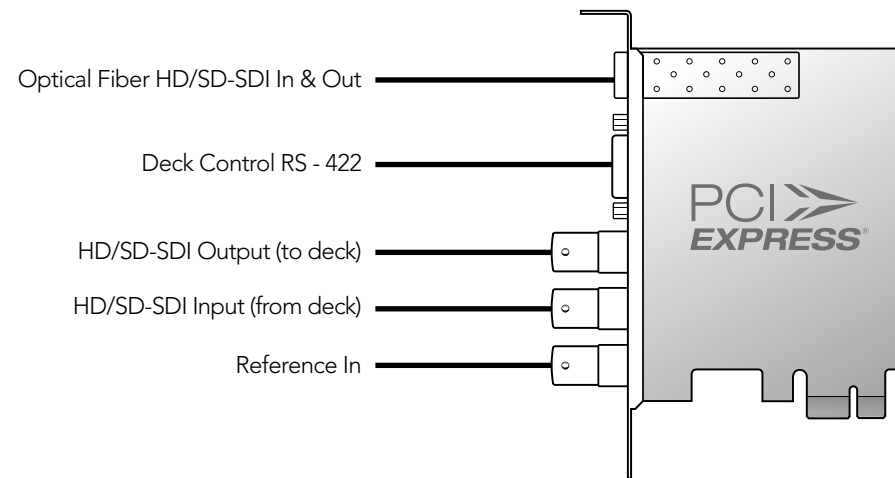 Optical Fiber HD/SD-SDI In & Out
Deck Control RS - 422
HD/SD-SDI Output (to deck)
HD/SD-SDI Input (from deck)
Reference In
PCI
EXPRESS®